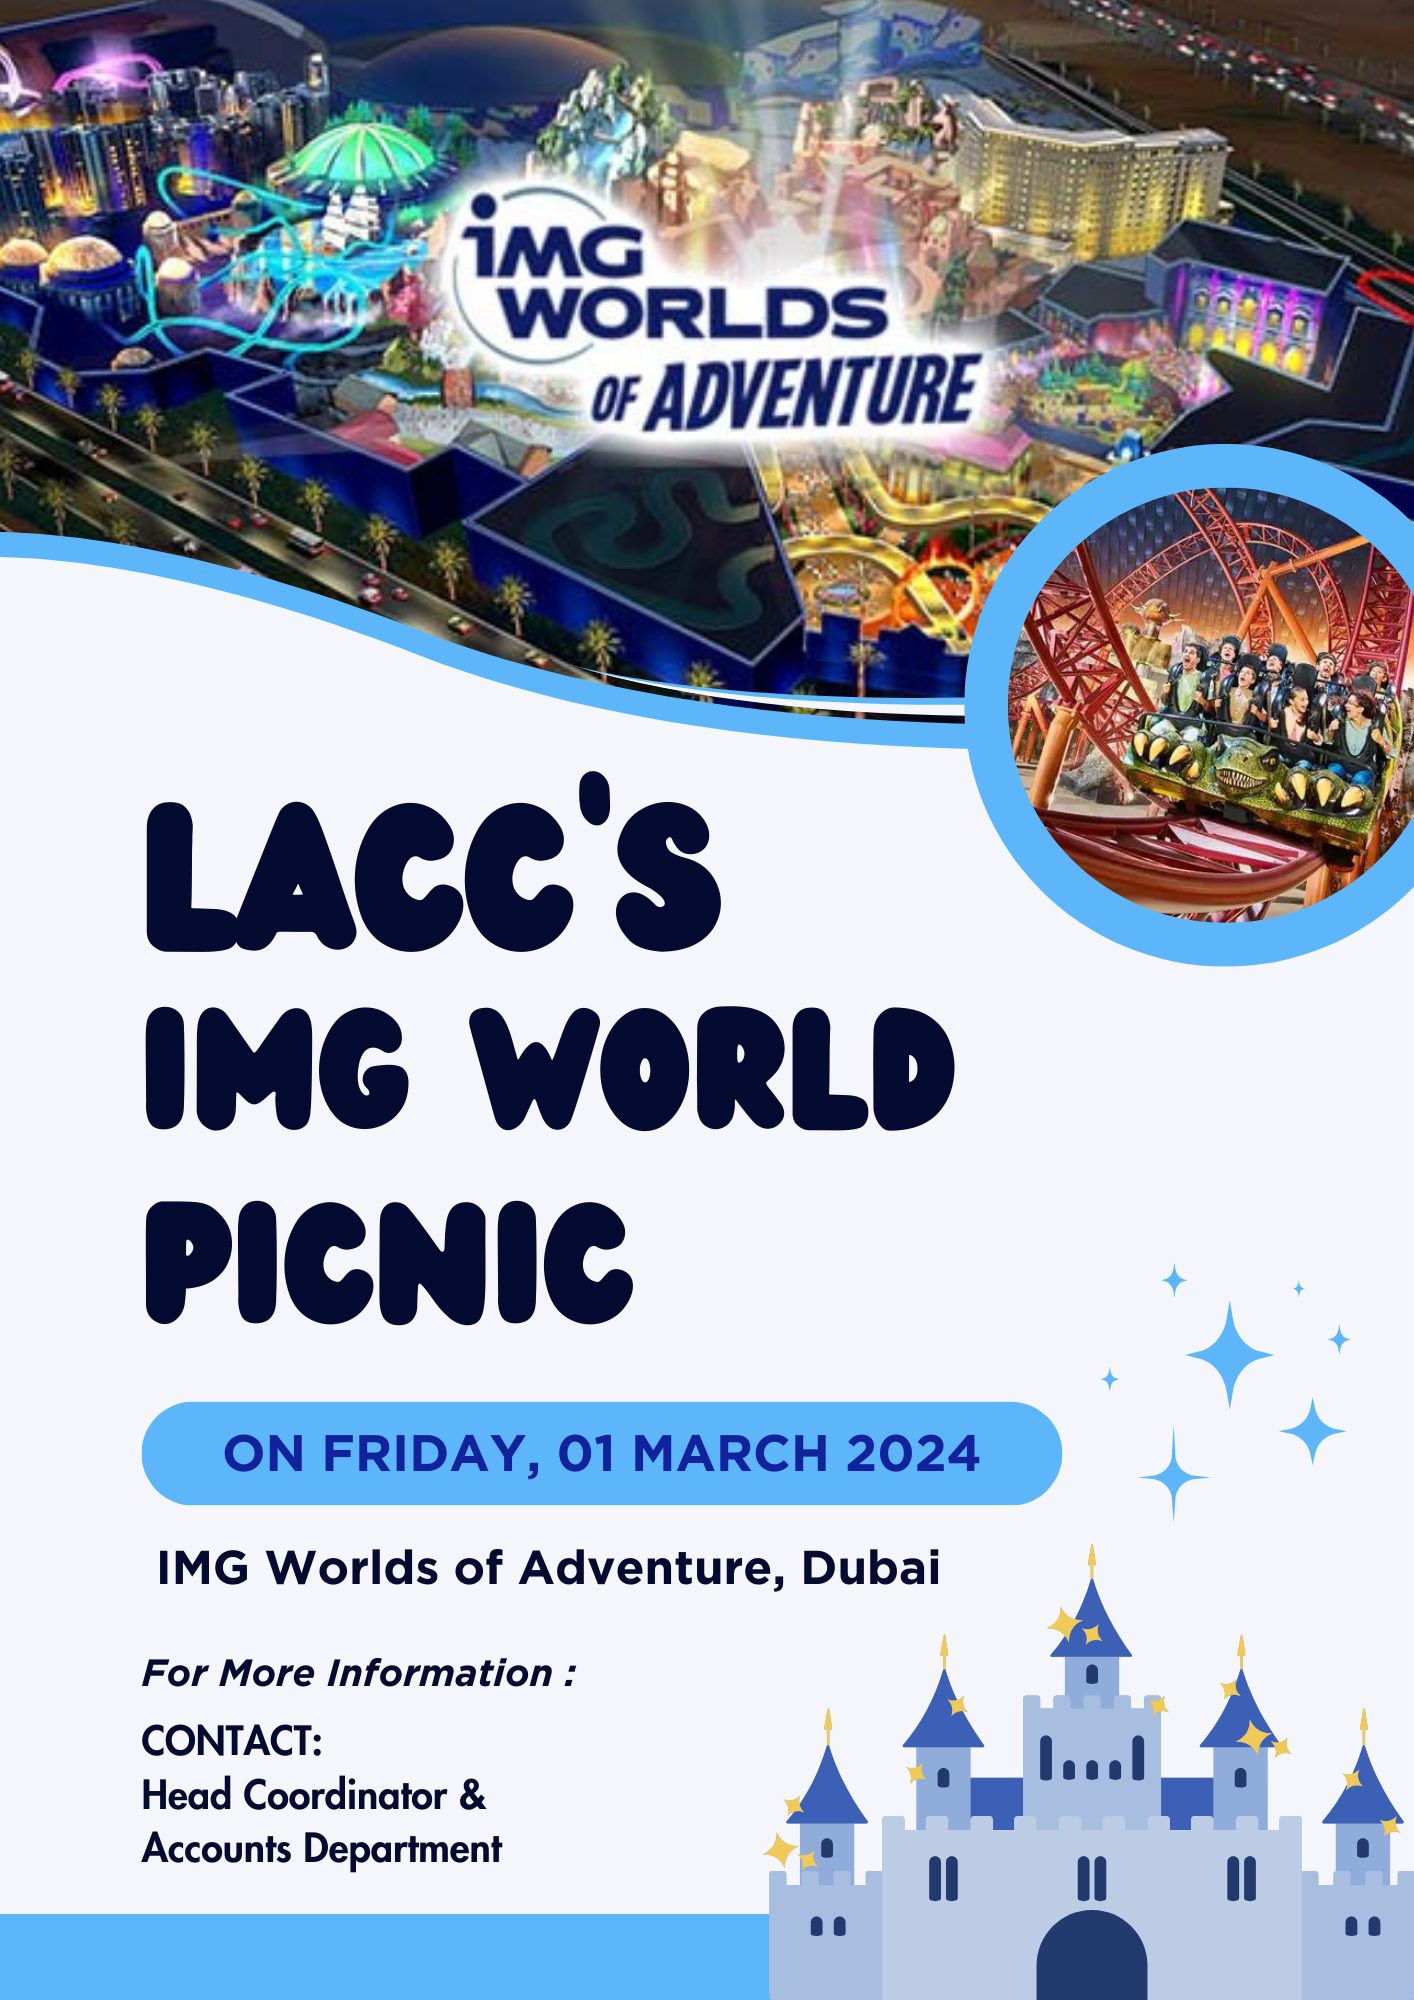 iMG
WORLDS
OF ADVENTURE
LACC'S
IMG WORLD
PICNIC
ON FRIDAY, 01 MARCH 2024
IMG Worlds of Adventure, Dubai
For More Information :
CONTACT:
Head Coordinator &
Accounts Department